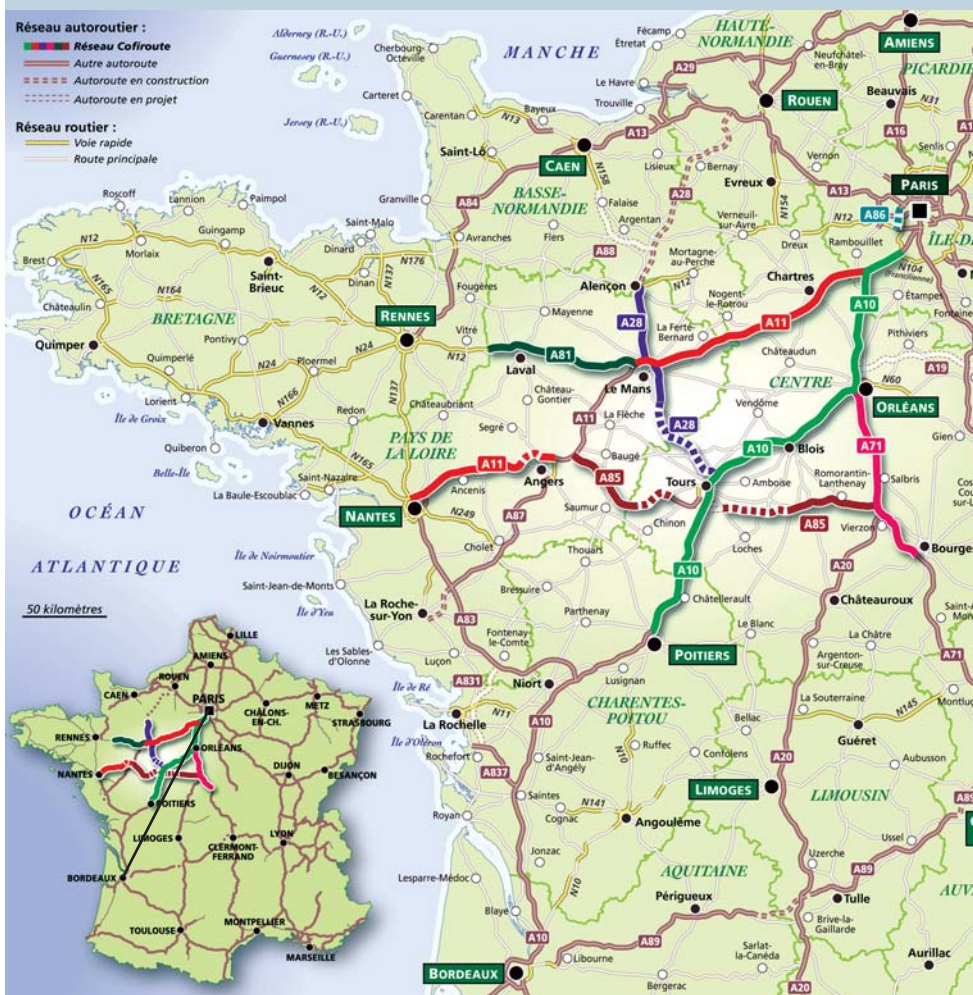 Réseau autoroutier :
Réseau Cofiroute
Autre autoroute
Autoroute en construction
Autoroute en projet
Réseau routier :
Voie rapide
Route principale
Alderney (R.-U.)
Guernesey (R.-U.)
Jersey (R.-U.)
MANCHE
Cherbourg-
Octeville
Carteret
Carentan
Bayeux
Saint-Lô
N13
CAEN
Granville
BASSE-
NORMANDIE
Fécamp
Étretat
Le Havre
Trouville
A29
A13
HAUTE-
NORMANDIE
Neufchâtel-
en-Bray
AMIENS
PICARDIE
Beauvais
N31
ROUEN
A16
A1
Senlis
Lisieux
Bernay
A28
Evreux
Vernon
A13
PARIS
A86
ÎLE-D
N158
Falaise
Argentan
N154
Verneuil-
sur-Avre
N12
Dreux
Rambouillet
N104
(Francilienne)
A84
Avranches
Flers
A88
Mortagne-
au-Perche
N12
Chartres
Étampes
Fontaine
Roscoff
Lannion
Paimpol
Guingamp
N12
Morlaix
Brest
Saint-
Brieuc
Saint-Malo
Dinard
Dinan
N137
N176
N12
Fougères
Alençon
Mayenne
Nogent-
le-Rotrou
A28
La Ferté-
Bernard
A11
A10
Pithiviers
N165
Châteaulin
N164
BRETAGNE
Pontivy
Quimper
Quimperlé
Lorient
N24
Ploermel
N24
RENNES
Vitré
N12
A81
Laval
Le Mans
Châteaudun
CENTRE
A19
N60
ORLÉANS
Île de Groix
N166
Vannes
Redon
N137
Châteaubriant
Château-
Gontier
Segré
A11
La Flèche
Baugé
A28
Vendôme
A10
Blois
A71
Gien
Quiberon
Belle-Île
N165
PAYS DE
LA LOIRE
Saint-Nazaire
La Baule-Escoublac
A11
Ancenis
Angers
A85
Saumur
Tours
Amboise
Romorantin-
Lanthenay
Salbris
Cos
Cou
sur-L
OCÉAN
ATLANTIQUE
NANTES
N249
Cholet
A87
Chinon
Loches
A85
Vierzon
Bourges
Île de Noirmoutier
Saint-Jean-de-Monts
Île d'Yeu
Thouars
Bressuire
A10
A20
Châteauroux
La Roche-
sur-Yon
A83
Parthenay
Châtellerault
Le Blanc
La Châtre
Argenton-
sur-Creuse
A71
Saint-
Mon
Les Sables-
d'Olonne
Luçon
Fontenay-
le-Comte
POITIERS
Île de Ré
A831
Niort
Lusignan
La Souterraine
N145
Montluç
La Rochelle
N11
CHARENTES-
POITOU
A10
Bellac
Guéret
Île d'Oléron
Rochefort
A837
Saint-Jean-
d'Angély
N10
Ruffec
Confolens
A20
Aubusson
LIMOGES
LIMOUSIN
Saintes
Royan
N141
Cognac
Angoulême
Ussel
A89
Jonzac
AQUITAINE
Uzerche
A89
Tulle
AUV
Lesparre-Médoc
N10
Périgueux
Blaye
Brive-la-
Gaillarde
A10
A89
Libourne
Sarlat-
la-Canéda
Bergerac
BORDEAUX
A20
Aurillac
50 kilomètres
LILLE
AMIENS
ROUEN
CAEN
PARIS
CHÂLONS-
EN-CH.
METZ
STRASBOURG
RENNES
ORLÉANS
NANTES
DIJON
BESANÇON
POITIERS
LIMOGES
CLERMONT-
FERRAND
LYON
BORDEAUX
TOULOUSE
MONTPELLIER
MARSEILLE